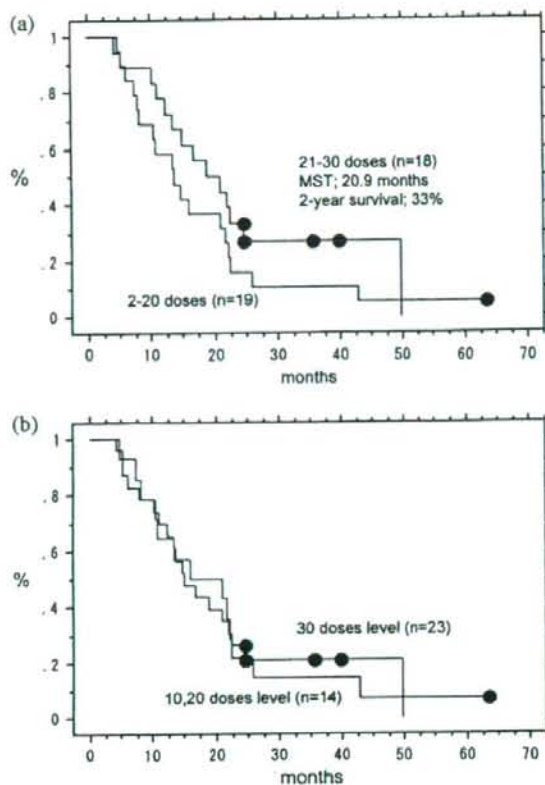 (a)
1
. 8
. 6
%
. 4
. 2
0
21-30 doses (n=18)
MST; 20.9 months
2-year survival; 33%
2-20 doses (n=19)
0 10 20 30 40 50 60 70
months
(b)
1
. 8
. 6
%
. 4
. 2
0
30 doses level (n=23)
10,20 doses level (n=14)
0 10 20 30 40 50 60 70
months